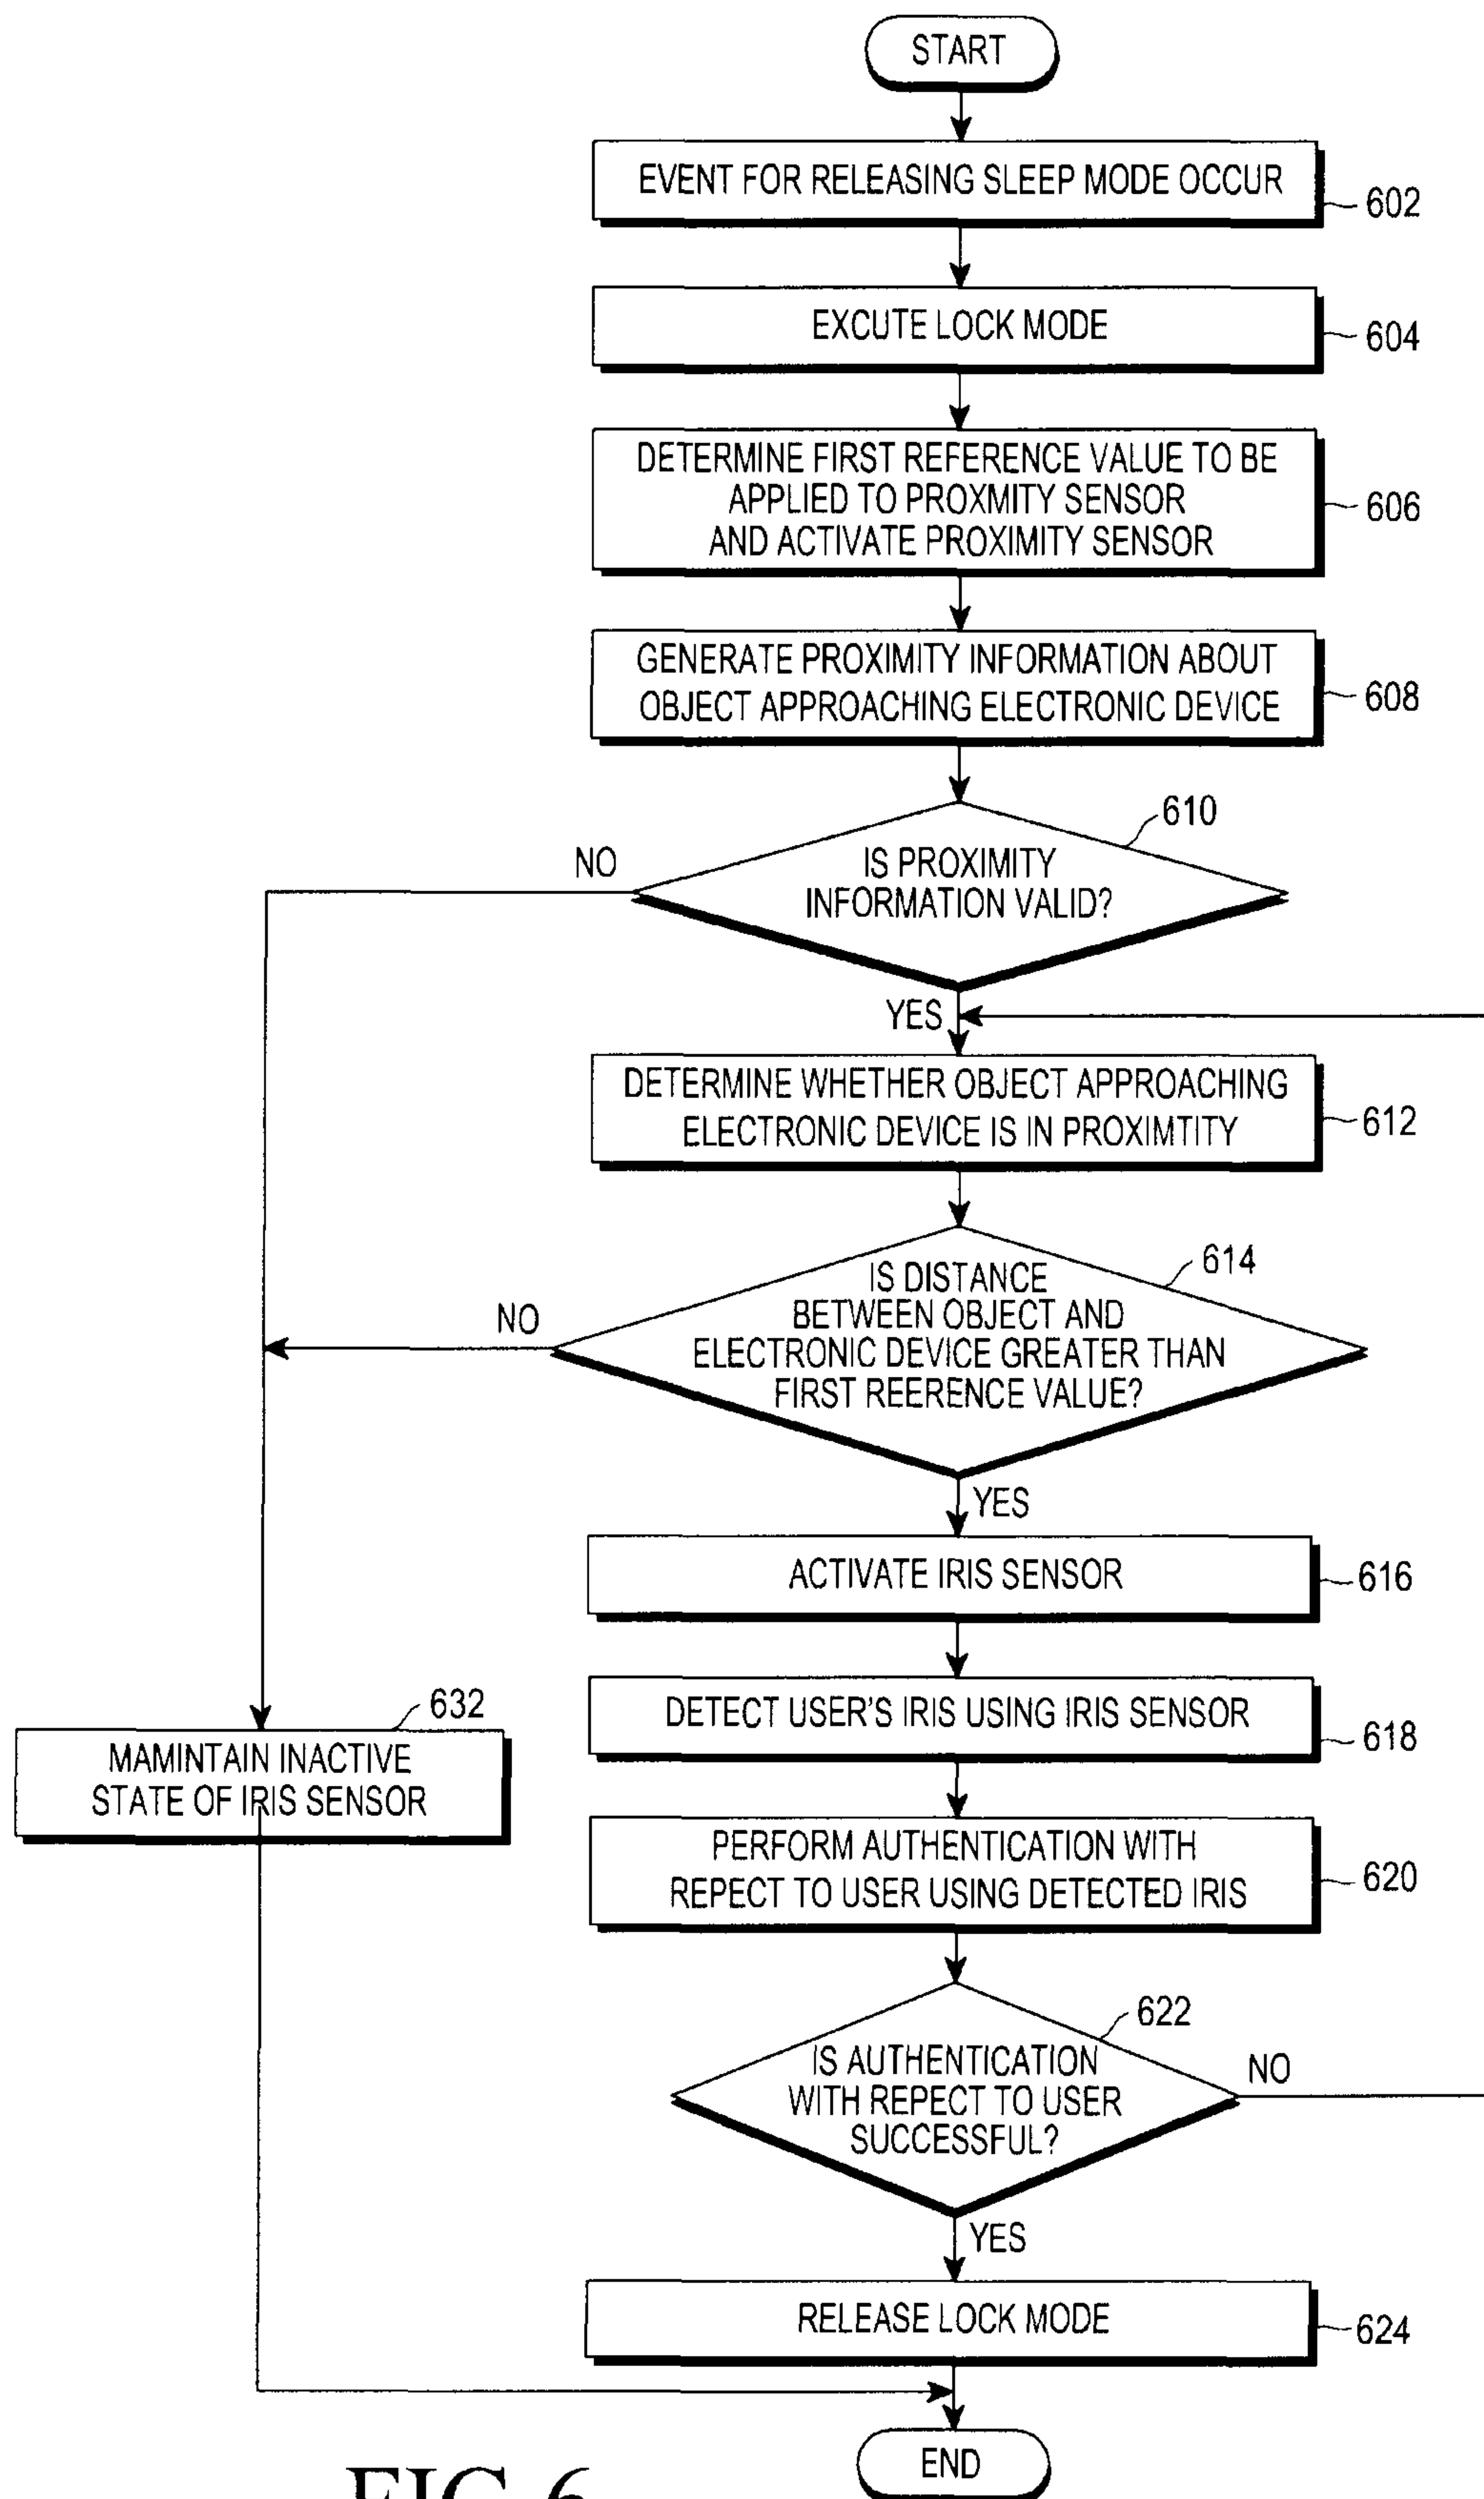 START
EVENT FOR RELEASING SLEEP MODE OCCUR
602
EXCUTE LOCK MODE
604
DETERMINE FIRST REFERENCE VALUE TO BE
APPLIED TO PROXMITY SENSOR
AND ACTIVATE PROXIMITY SENSOR
606
GENERATE PROXIMITY INFORMATION ABOUT
OBJECT APPROACHING ELECTRONIC DEVICE
608
610
NO
IS PROXIMITY
INFORMATION VALID?
YES
DETERMINE WHETHER OBJECT APPROACHING
ELECTRONIC DEVICE IS IN PROXIMTITY
612
614
NO
IS DISTANCE
BETWEEN OBJECT AND
ELECTRONIC DEVICE GREATER THAN
FIRST REERENCE VALUE?
YES
ACTIVATE IRIS SENSOR
616
DETECT USER'S IRIS USING IRIS SENSOR
618
632
MAMINTAIN INACTIVE
STATE OF IRIS SENSOR
PERFORM AUTHENTICATION WITH
REPECT TO USER USING DETECTED IRIS
620
622
IS AUTHENTICATION
WITH REPECT TO USER
SUCCESSFUL?
NO
YES
RELEASE LOCK MODE
624
END
FIG.6